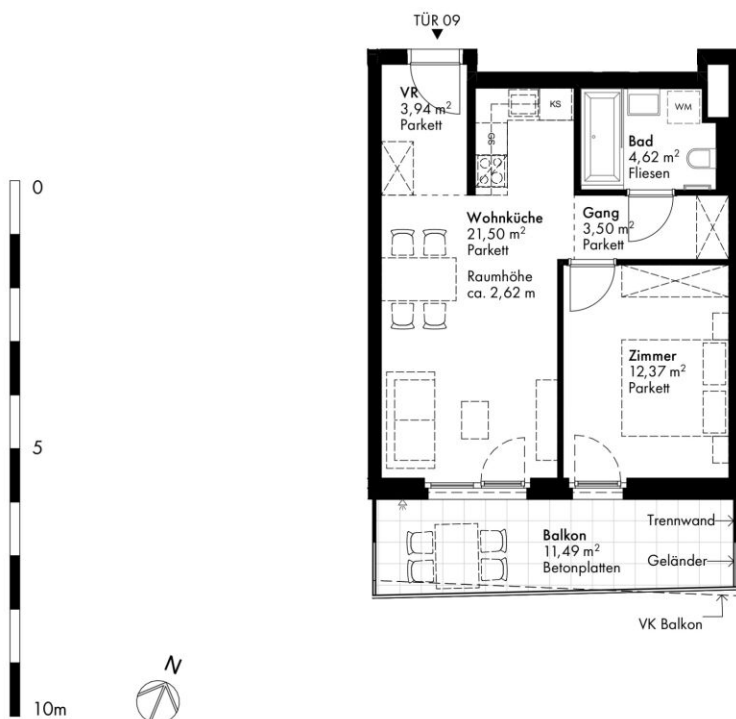 TÜR 09
VR
3,94 m²
Parkett
KS
GS
WM
Bad
4,62 m²
Fliesen
0
Wohnküche
21,50 m²
Parkett
Raumhöhe
ca. 2,62 m
Gang
3,50 m²
Parkett
Zimmer
12,37 m²
Parkett
5
Balkon
11,49 m²
Betonplatten
Trennwand
Geländer
VK Balkon
N
10m